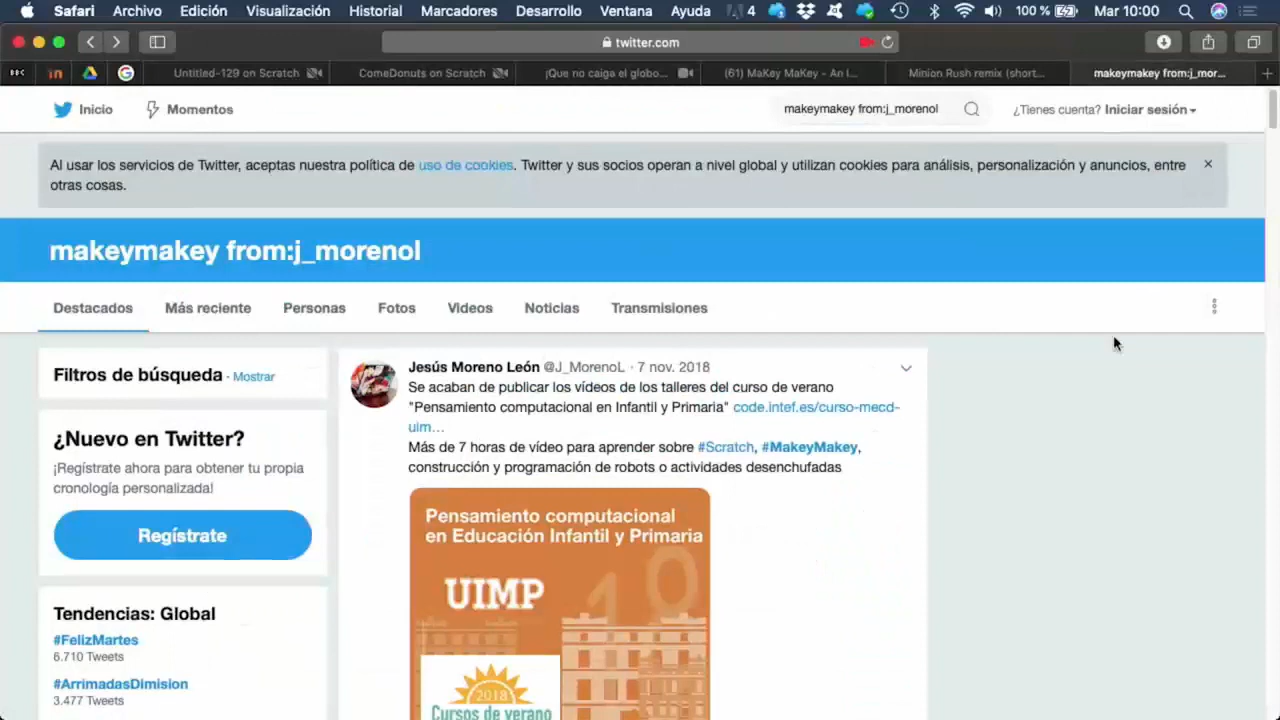 Safari Archivo Edición Visualización Historial Marcadores Desarrollo Ventana Ayuda 4 100 % Mar 10:00
twitter.com
BBC in G Untitled-129 on Scratch ComeDonuts on Scratch ¡Que no caiga el globo... (61) MaKey MaKey - An I... Minion Rush remix (short... makeymakey from:j_mor...
Inicio Momentos makeymakey from:j_morenol ¿Tienes cuenta? Iniciar sesión
Al usar los servicios de Twitter, aceptas nuestra política de uso de cookies. Twitter y sus socios operan a nivel global y utilizan cookies para análisis, personalización y anuncios, entre
otras cosas.
makeymakey from:j_morenol
Destacados Más reciente Personas Fotos Videos Noticias Transmisiones
Filtros de búsqueda · Mostrar
¿Nuevo en Twitter?
¡Regístrate ahora para obtener tu propia
cronología personalizada!
Regístrate
Tendencias: Global
#FelizMartes
6.710 Tweets
#ArrimadasDimision
3.477 Tweets
Jesús Moreno León @J_MorenoL · 7 nov. 2018
Se acaban de publicar los vídeos de los talleres del curso de verano
"Pensamiento computacional en Infantil y Primaria" code.intef.es/curso-mecd-
uim…
Más de 7 horas de vídeo para aprender sobre #Scratch, #MakeyMakey,
construcción y programación de robots o actividades desenchufadas
Pensamiento computacional
en Educación Infantil y Primaria
UIMP
10
2018
Cursos de verano